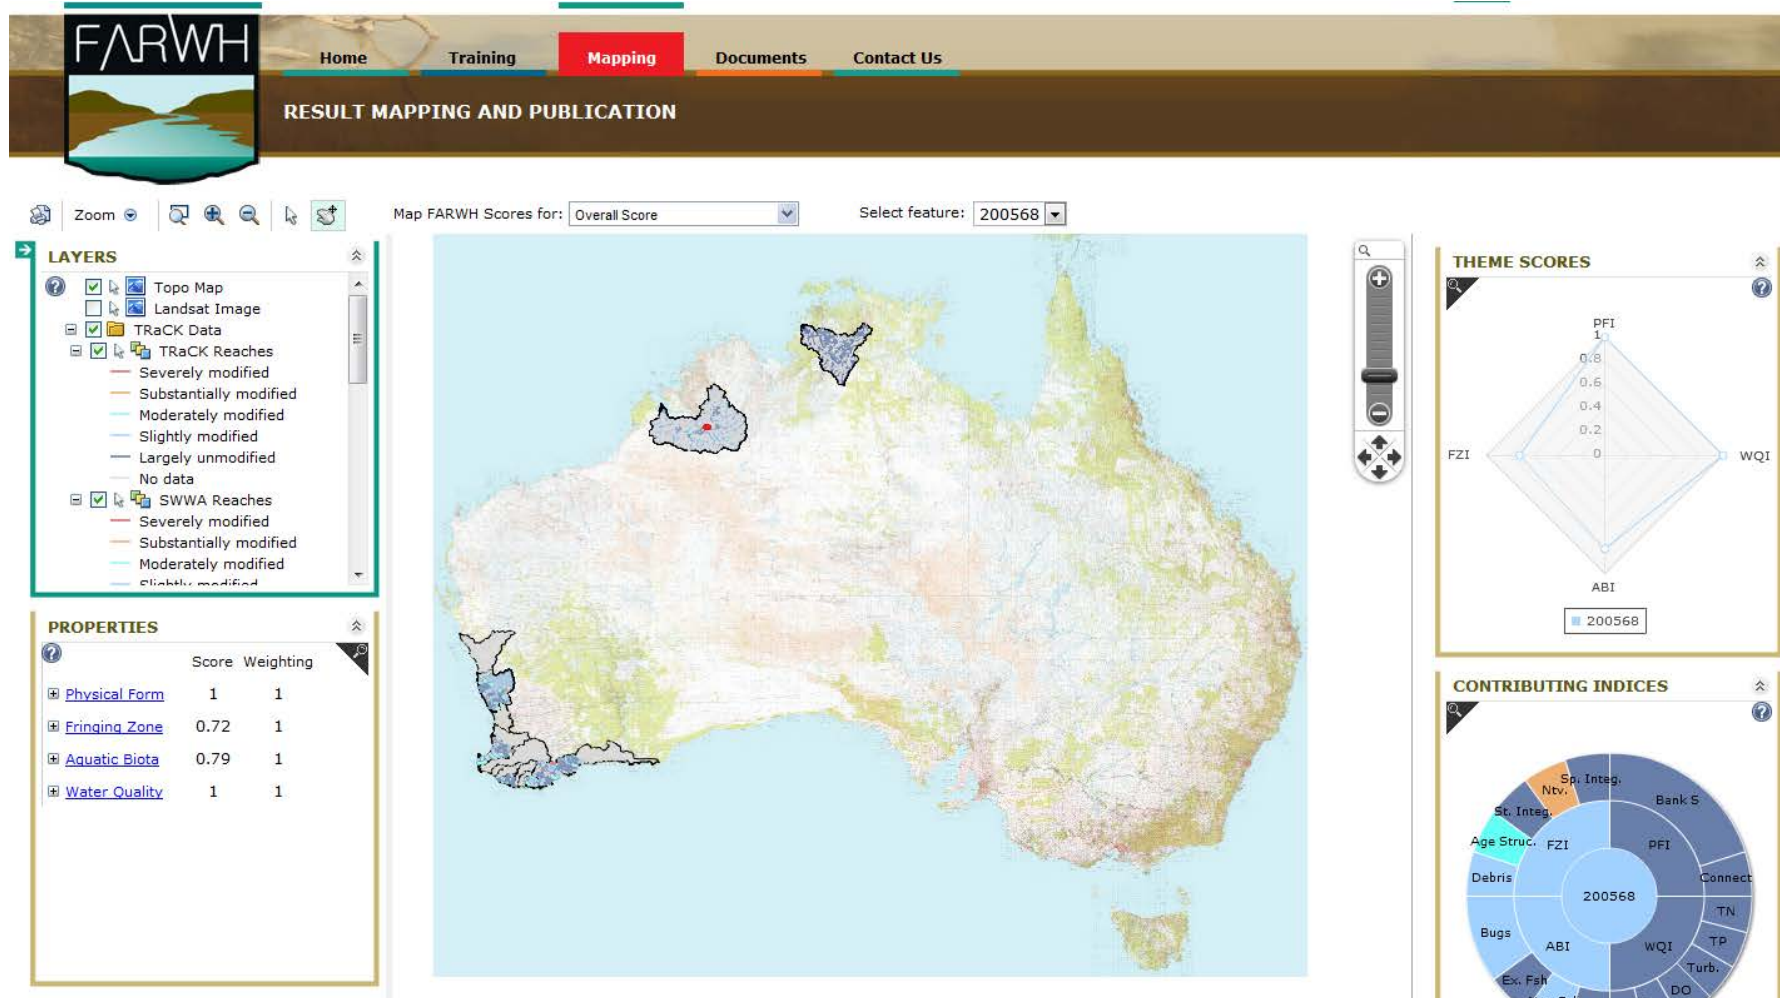 FARWH
Home Training Mapping Documents Contact Us
RESULT MAPPING AND PUBLICATION
Zoom
Map FARWH Scores for: Overall Score
Select feature: 200568
LAYERS
Topo Map
Landsat Image
TRaCK Data
TRaCK Reaches
Severely modified
Substantially modified
Moderately modified
Slightly modified
Largely unmodified
No data
SWWA Reaches
Severely modified
Substantially modified
Moderately modified
Slightly modified
PROPERTIES
Score Weighting
Physical Form 1 1
Fringing Zone 0.72 1
Aquatic Biota 0.79 1
Water Quality 1 1
THEME SCORES
PFI
1
0.8
0.6
0.4
0.2
0
FZI
WQI
ABI
200568
CONTRIBUTING INDICES
Sp. Integ.
Ntv.
Bank S
St. Integ.
Age Struc.
FZI
PFI
Debris
Connect
200568
TN
Bugs
ABI
WQI
TP
Turb.
Ex. Fsh
DO